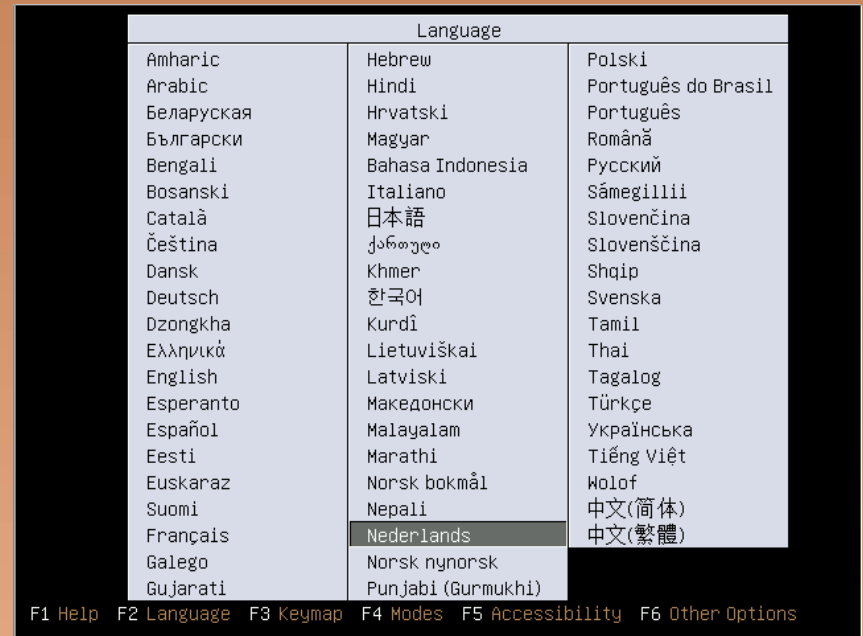 Language
Amharic
Arabic
Беларуская
Български
Bengali
Bosanski
Català
Čeština
Dansk
Deutsch
Dzongkha
Ελληνικά
English
Esperanto
Español
Eesti
Euskaraz
Suomi
Français
Galego
Gujarati
Hebrew
Hindi
Hrvatski
Magyar
Bahasa Indonesia
Italiano
日本語
ქართული
Khmer
한국어
Kurdî
Lietuviškai
Latviski
Македонски
Malayalam
Marathi
Norsk bokmål
Nepali
Nederlands
Norsk nynorsk
Punjabi (Gurmukhi)
Polski
Português do Brasil
Português
Română
Русский
Sámegillii
Slovenčina
Slovenščina
Shqip
Svenska
Tamil
Thai
Tagalog
Türkçe
Українська
Tiếng Việt
Wolof
中文(简体)
中文(繁體)
F1 Help F2 Language F3 Keymap F4 Modes F5 Accessibility F6 Other Options